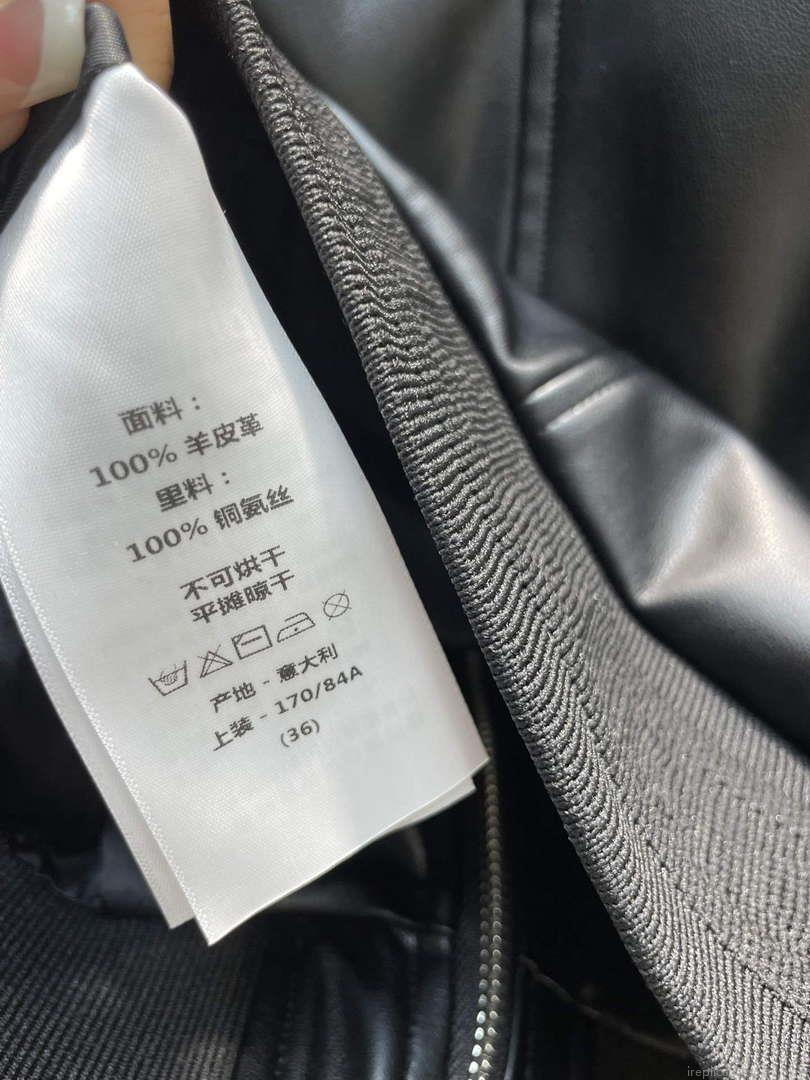 面料：
100% 羊皮革
里料：
100% 铜氨丝
不可烘干
平摊晾干
产地 - 意大利
上装 - 170/84A
(36)